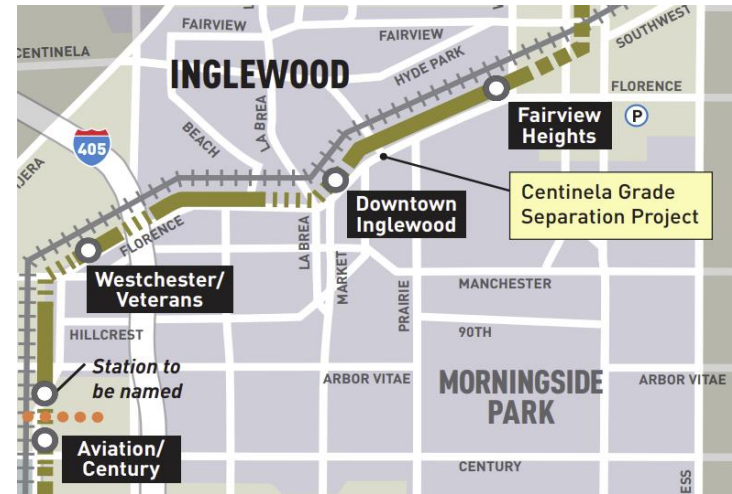 FAIRVIEW
LA BREA
FAIRVIEW
SOUTHWEST
CENTINELA
INGLEWOOD
HYDE PARK
FLORENCE
405
BEACH
LA BREA
Fairview
Heights
P
Centinela Grade
Separation Project
Downtown
Inglewood
FLORENCE
LA BREA
MARKET
PRAIRIE
Westchester/
Veterans
MANCHESTER
HILLCREST
90TH
Station to
be named
ARBOR VITAE
MORNINGSIDE
PARK
ARBOR VITAE
Aviation/
Century
CENTURY